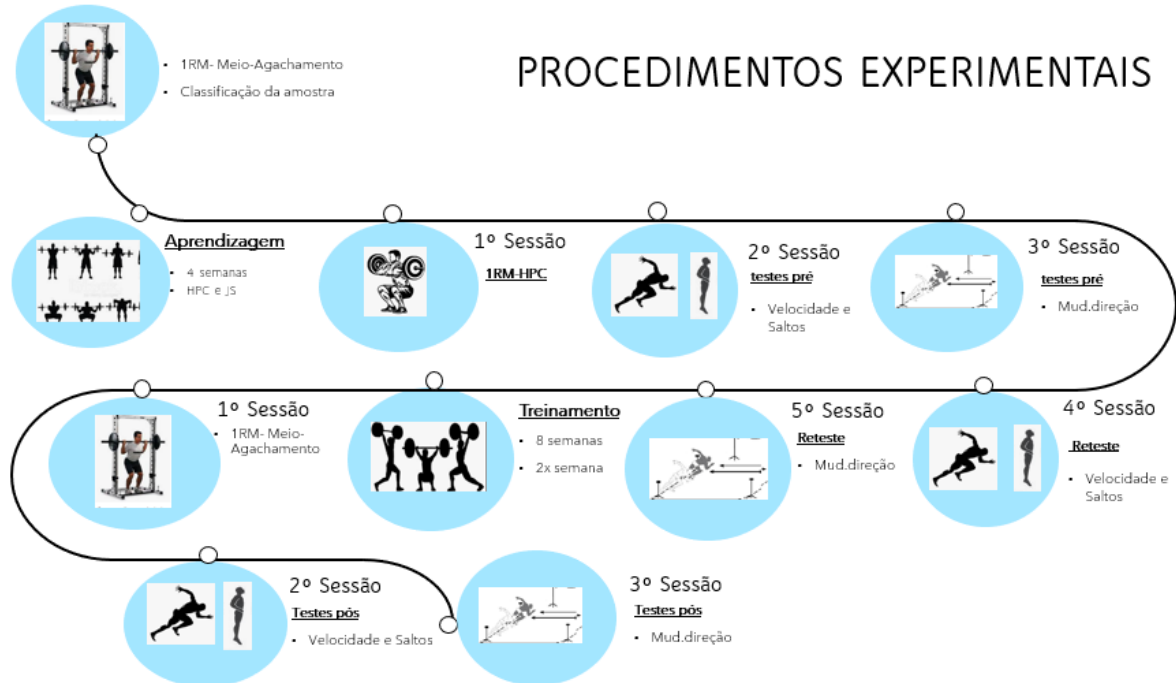 PROCEDIMENTOS EXPERIMENTAIS
• 1RM- Meio-Agachamento
• Classificação da amostra
Aprendizagem
• 4 semanas
• HPC e JS
1º Sessão
1RM-HPC
2º Sessão
testes pré
• Velocidade e
Saltos
3º Sessão
testes pré
• Mud.direção
4º Sessão
Reteste
• Velocidade e
Saltos
5º Sessão
Reteste
• Mud.direção
Treinamento
• 8 semanas
• 2x semana
1º Sessão
• 1RM- Meio-
Agachamento
2º Sessão
Testes pós
• Velocidade e Saltos
3º Sessão
Testes pós
• Mud.direção